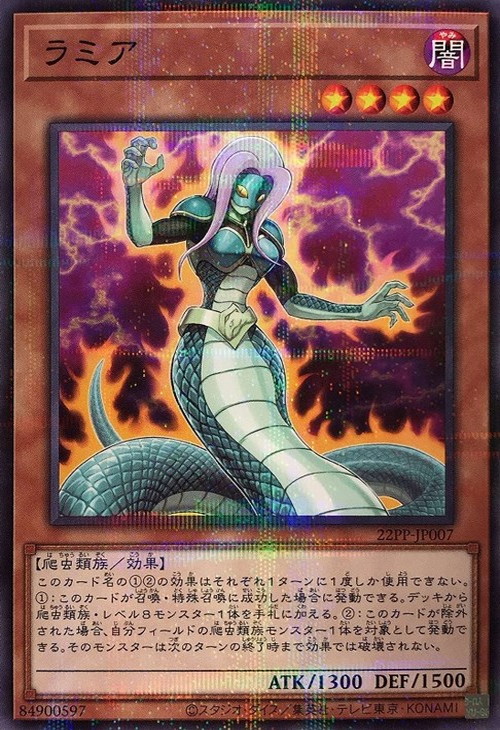 ラミア
やみ
闇
22PP-JP007
【爬虫類族/効果】
このカード名の①②の効果はそれぞれ1ターンに1度しか使用できない。
①:このカードが召喚・特殊召喚に成功した場合に発動できる。デッキから
爬虫類族・レベル8モンスター1体を手札に加える。②:このカードが除外
された場合、自分フィールドの爬虫類族モンスター1体を対象として発動で
きる。そのモンスターは次のターンの終了時まで効果では破壊されない。
ATK/1300 DEF/1500
84900597 ©スタジオ・ダイス/集英社・テレビ東京・KONAMI